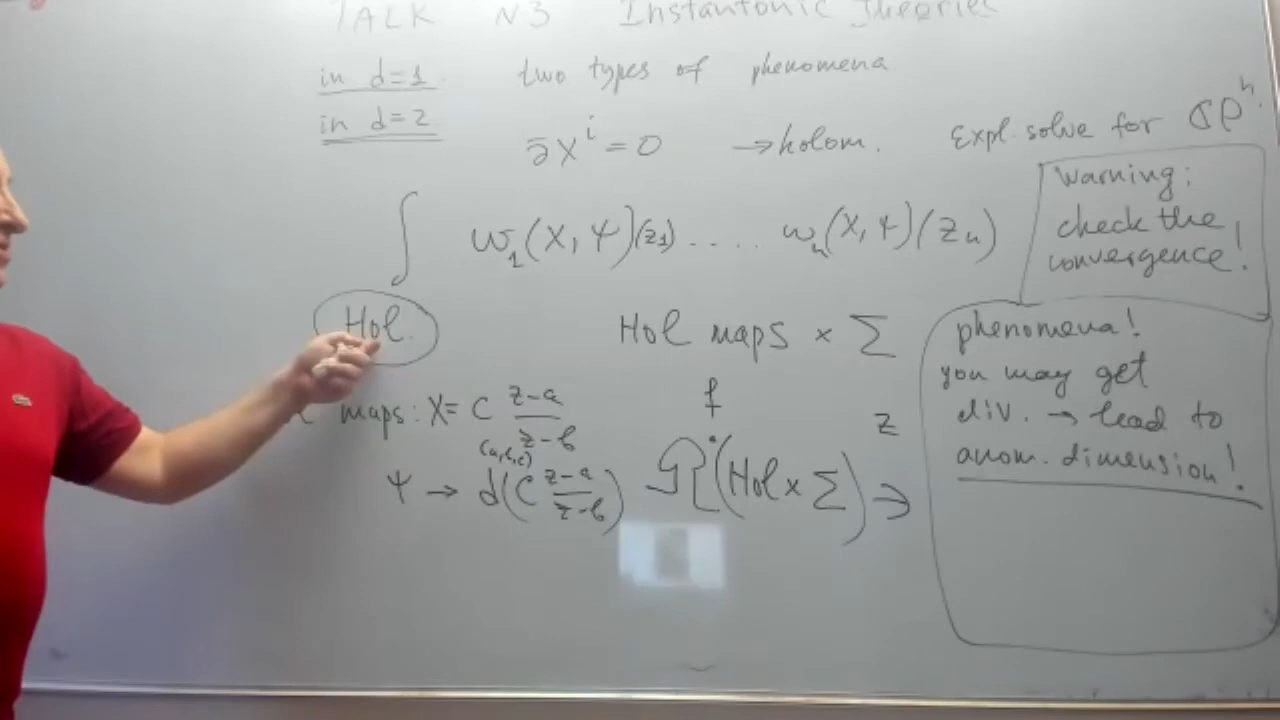 TALK N3 Instantonic Theories
in d=1. two types of phenomena
in d=2
∂̄X^i = 0 → holom. Expl. solve for ℂP^n.
Warning:
check the
convergence!
∫ ω_1(X, Ψ)(z_1) ..... ω_n(X, Ψ)(z_n)
Hol.
Hol maps × Σ
phenomena!
you may get
div. → lead to
anom. dimension!
maps: X = C (z-a)/(z-b)
f z
(a,b,c)
Ψ → d(C (z-a)/(z-b))
Ω^•(Hol × Σ) →